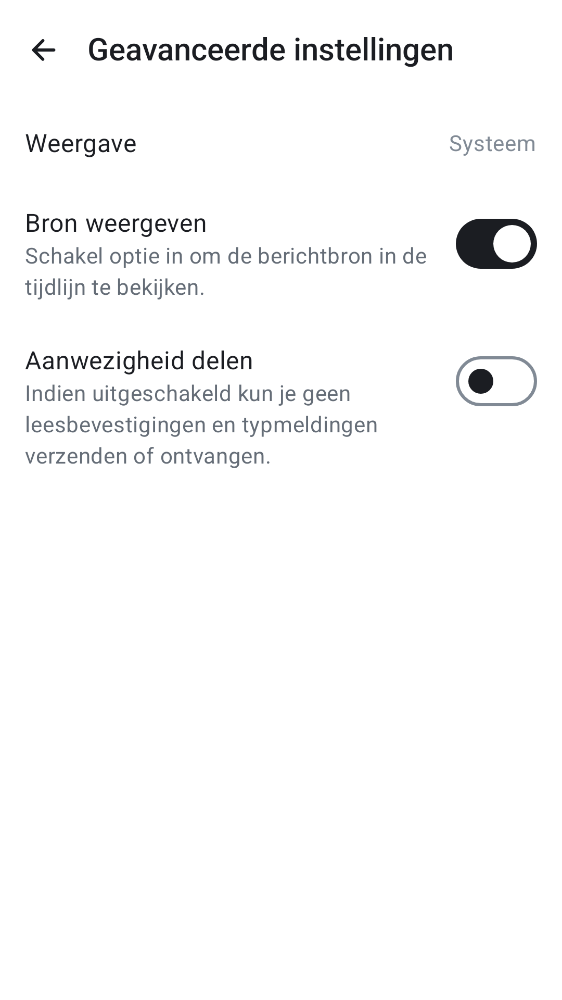 Geavanceerde instellingen
Weergave
Systeem
Bron weergeven
Schakel optie in om de berichtbron in de
tijdlijn te bekijken.
Aanwezigheid delen
Indien uitgeschakeld kun je geen
leesbevestigingen en typmeldingen
verzenden of ontvangen.